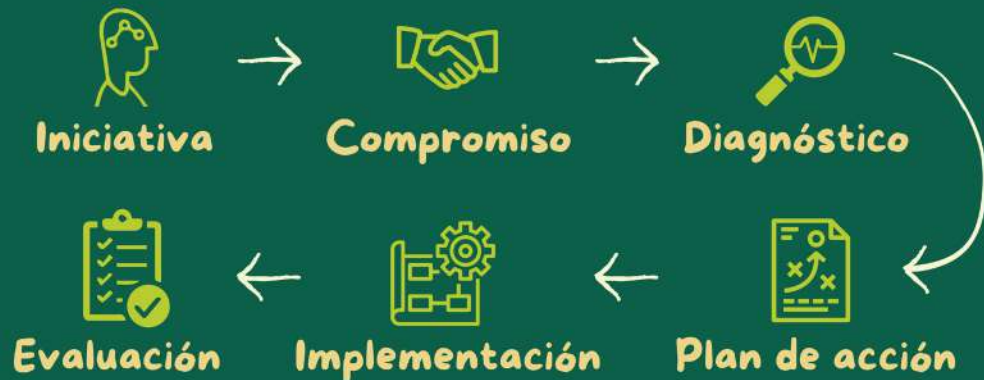 Iniciativa
Compromiso
Diagnóstico
Plan de acción
Implementación
Evaluación